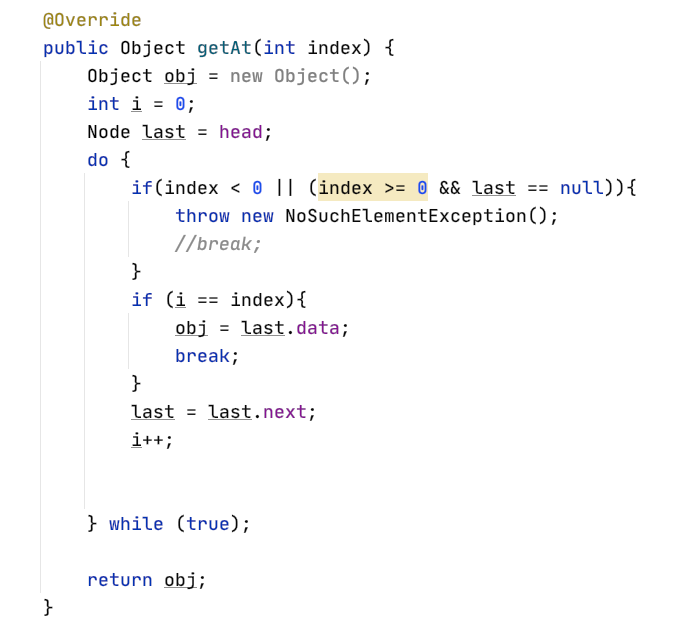 @Override
public Object getAt(int index) {
    Object obj = new Object();
    int i = 0;
    Node last = head;
    do {
        if(index < 0 || (index >= 0 && last == null)){
            throw new NoSuchElementException();
            //break;
        }
        if (i == index){
            obj = last.data;
            break;
        }
        last = last.next;
        i++;
    } while (true);
    return obj;
}